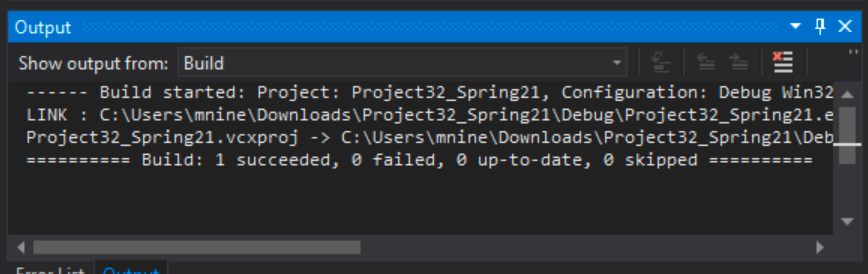 Output
Show output from: Build
------ Build started: Project: Project32_Spring21, Configuration: Debug Win32
LINK : C:\Users\mnine\Downloads\Project32_Spring21\Debug\Project32_Spring21.e
Project32_Spring21.vcxproj -> C:\Users\mnine\Downloads\Project32_Spring21\Deb
========== Build: 1 succeeded, 0 failed, 0 up-to-date, 0 skipped ==========
Error List Output